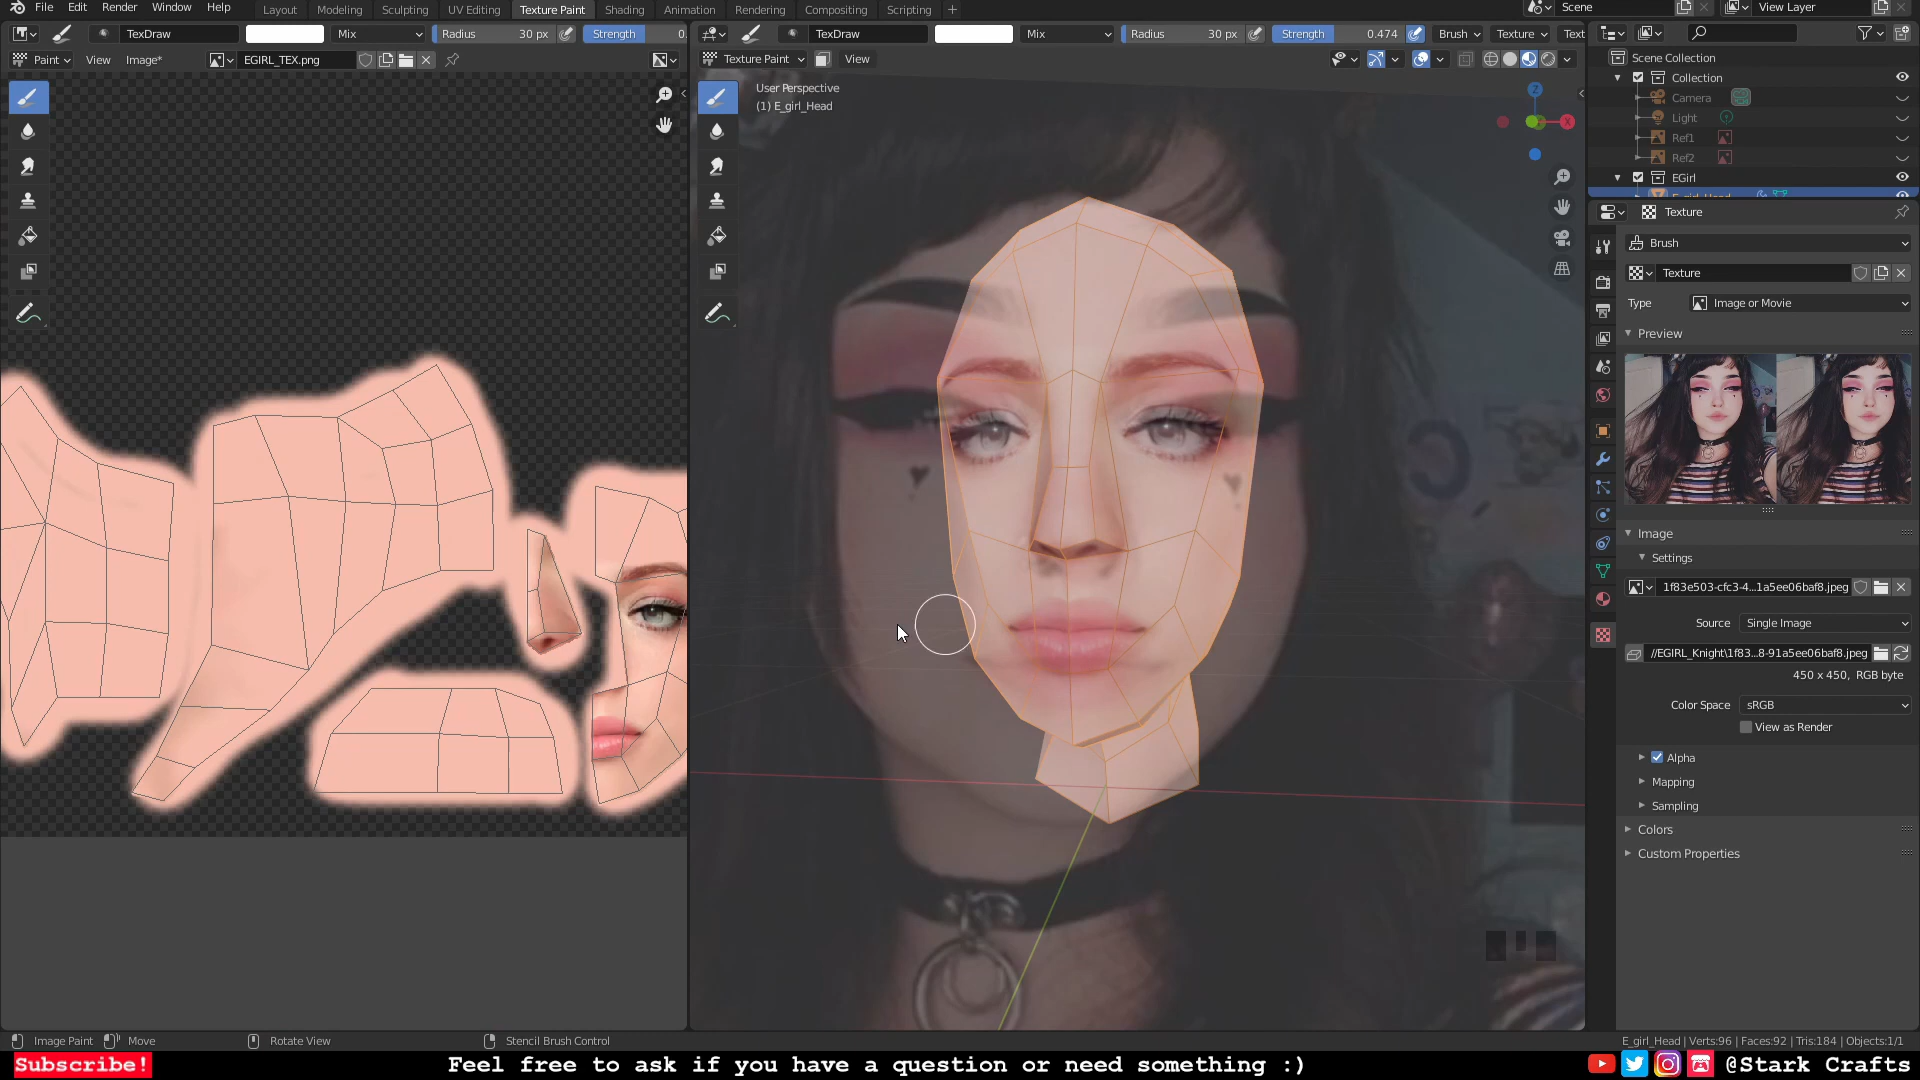 File Edit Render Window Help Layout Modeling Sculpting UV Editing Texture Paint Shading Animation Rendering Compositing Scripting + Scene View Layer
TexDraw Mix Radius 30 px Strength 0. TexDraw Mix Radius 30 px Strength 0.474 Brush Texture Text
Paint View Image* EGIRL_TEX.png Texture Paint View
User Perspective
(1) E_girl_Head
Z
X
Scene Collection
Collection
Camera
Light
Ref1
Ref2
EGirl
E_girl_Head
Texture
Brush
Texture
Type Image or Movie
Preview
Image
Settings
1f83e503-cfc3-4...1a5ee06baf8.jpeg
Source Single Image
//EGIRL_Knight\1f83...8-91a5ee06baf8.jpeg
450 x 450, RGB byte
Color Space sRGB
View as Render
Alpha
Mapping
Sampling
Colors
Custom Properties
Image Paint Move Rotate View Stencil Brush Control E_girl_Head | Verts:96 | Faces:92 | Tris:184 | Objects:1/1
Subscribe! Feel free to ask if you have a question or need something :) @Stark Crafts